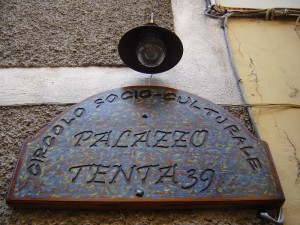 CIRCOLO SOCIO-CULTURALE
PALAZZO
TENTA 39